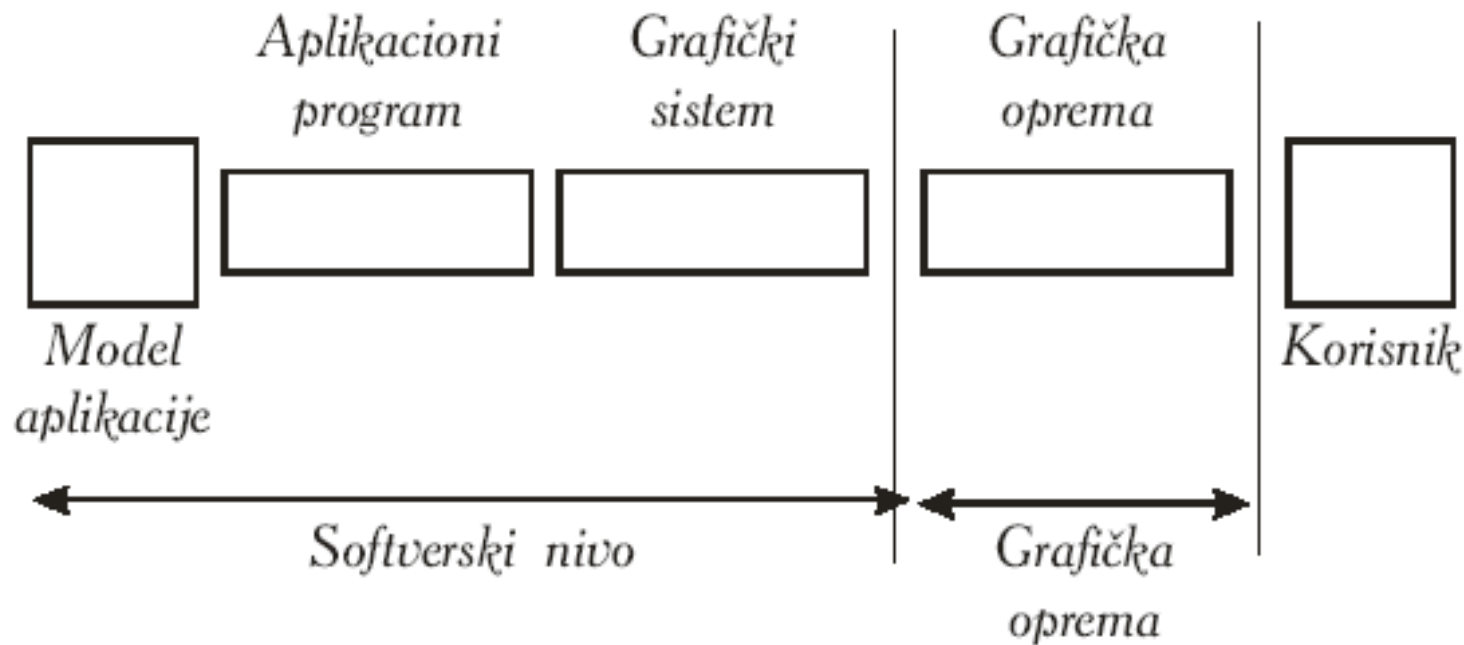 Aplikacioni
program
Grafički
sistem
Grafička
oprema
Model
aplikacije
Korisnik
Softverski nivo
Grafička
oprema